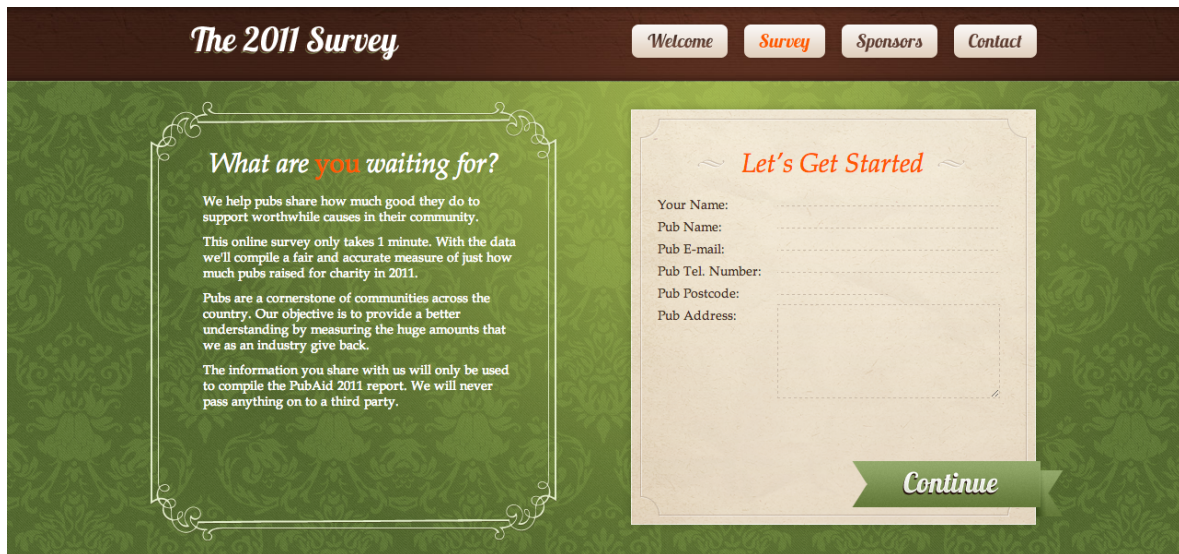 The 2011 Survey
Welcome
Survey
Sponsors
Contact
What are you waiting for?
We help pubs share how much good they do to
support worthwhile causes in their community.
This online survey only takes 1 minute. With the data
we'll compile a fair and accurate measure of just how
much pubs raised for charity in 2011.
Pubs are a cornerstone of communities across the
country. Our objective is to provide a better
understanding by measuring the huge amounts that
we as an industry give back.
The information you share with us will only be used
to compile the PubAid 2011 report. We will never
pass anything on to a third party.
Let's Get Started
Your Name:
Pub Name:
Pub E-mail:
Pub Tel. Number:
Pub Postcode:
Pub Address:
Continue